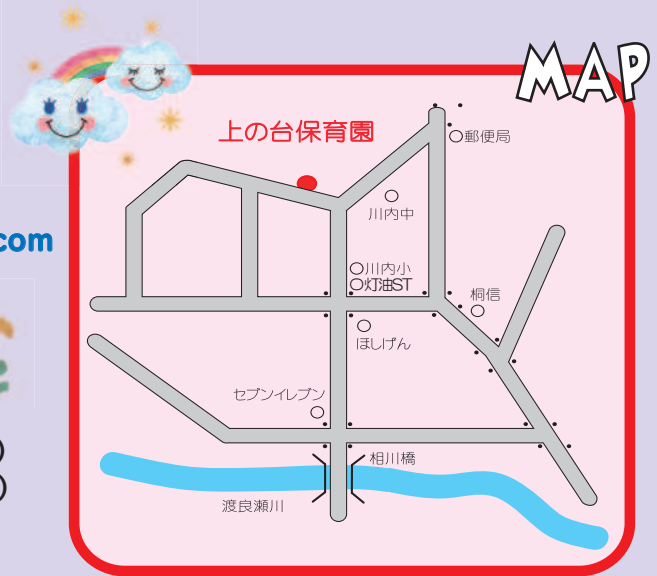 MAP
上の台保育園
郵便局
川内中
com
川内小
灯油ST
桐信
ほしげん
セブンイレブン
相川橋
渡良瀬川